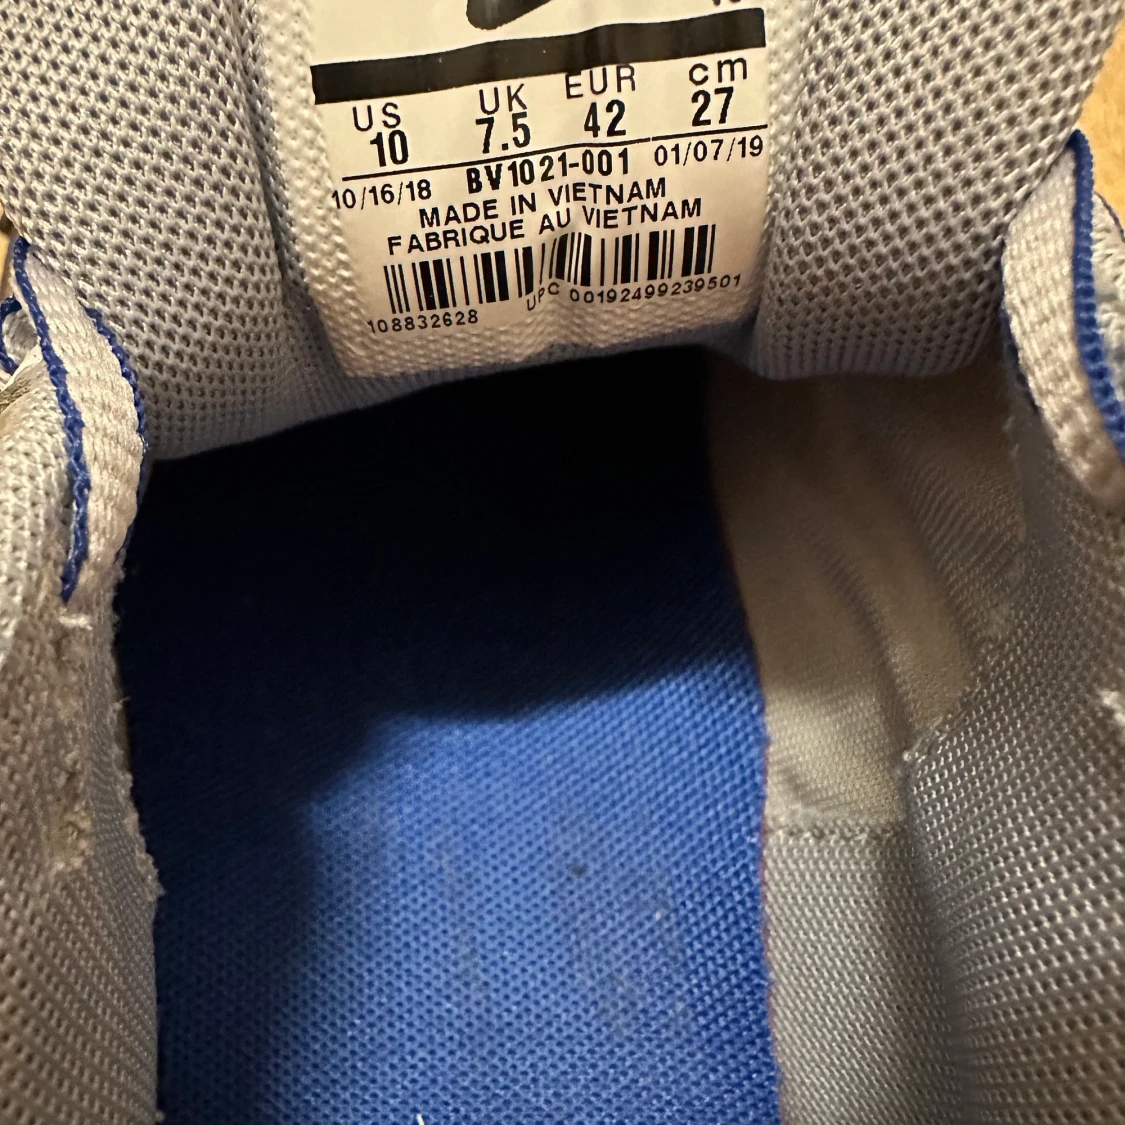 US UK EUR cm
10 7.5 42 27
10/16/18 BV1021-001 01/07/19
MADE IN VIETNAM
FABRIQUE AU VIETNAM
108832628 UPC 00192499239501